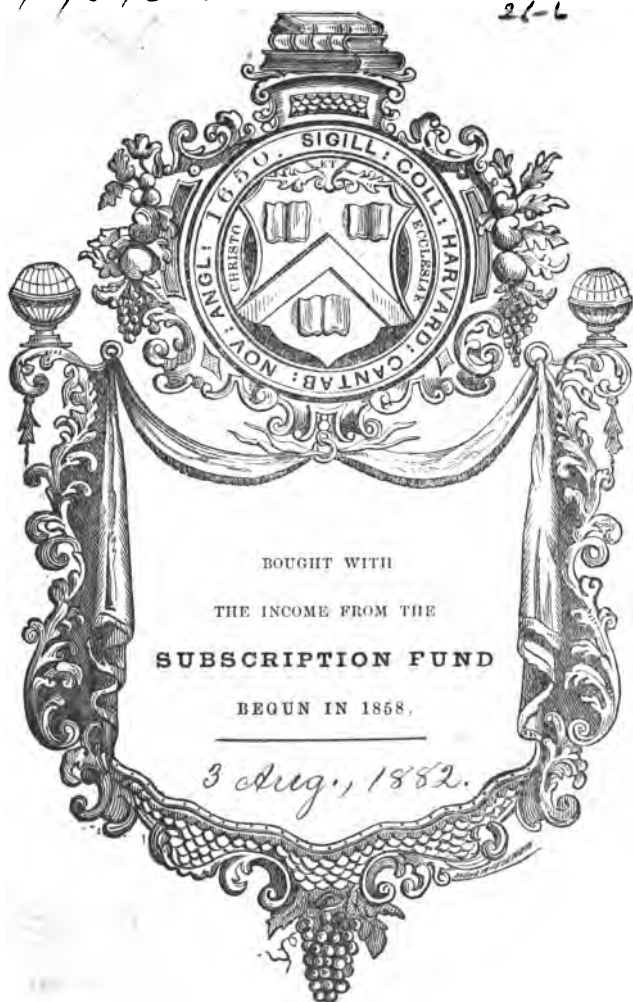 26-6
SIGILL: COLL: HARVARD: CANTAB: NOV: ANGL: 1650.
ET
CHRISTO
ECCLESIAE
BOUGHT WITH
THE INCOME FROM THE
SUBSCRIPTION FUND
BEGUN IN 1858.
3 Aug., 1882.